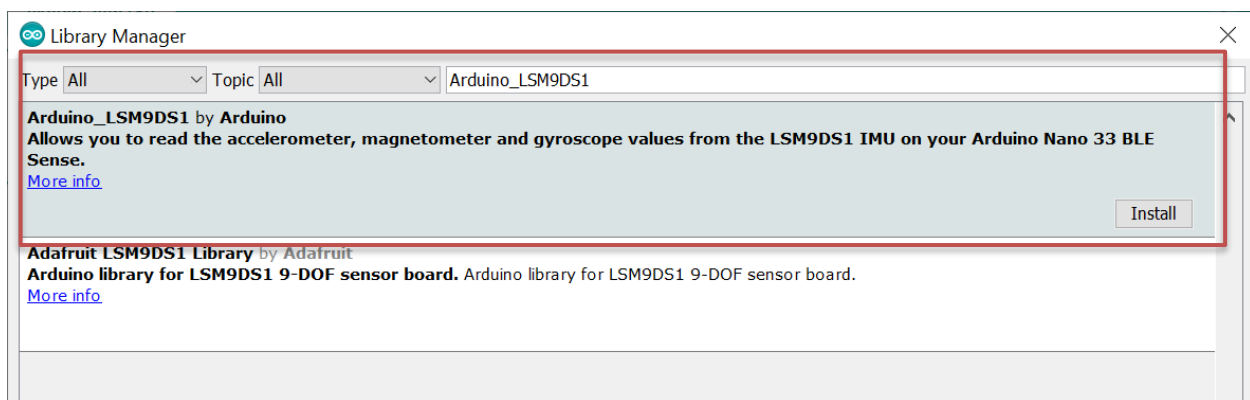 Library Manager
Type All Topic All Arduino_LSM9DS1
Arduino_LSM9DS1 by Arduino
Allows you to read the accelerometer, magnetometer and gyroscope values from the LSM9DS1 IMU on your Arduino Nano 33 BLE
Sense.
More info
Install
Adafruit LSM9DS1 Library by Adafruit
Arduino library for LSM9DS1 9-DOF sensor board. Arduino library for LSM9DS1 9-DOF sensor board.
More info